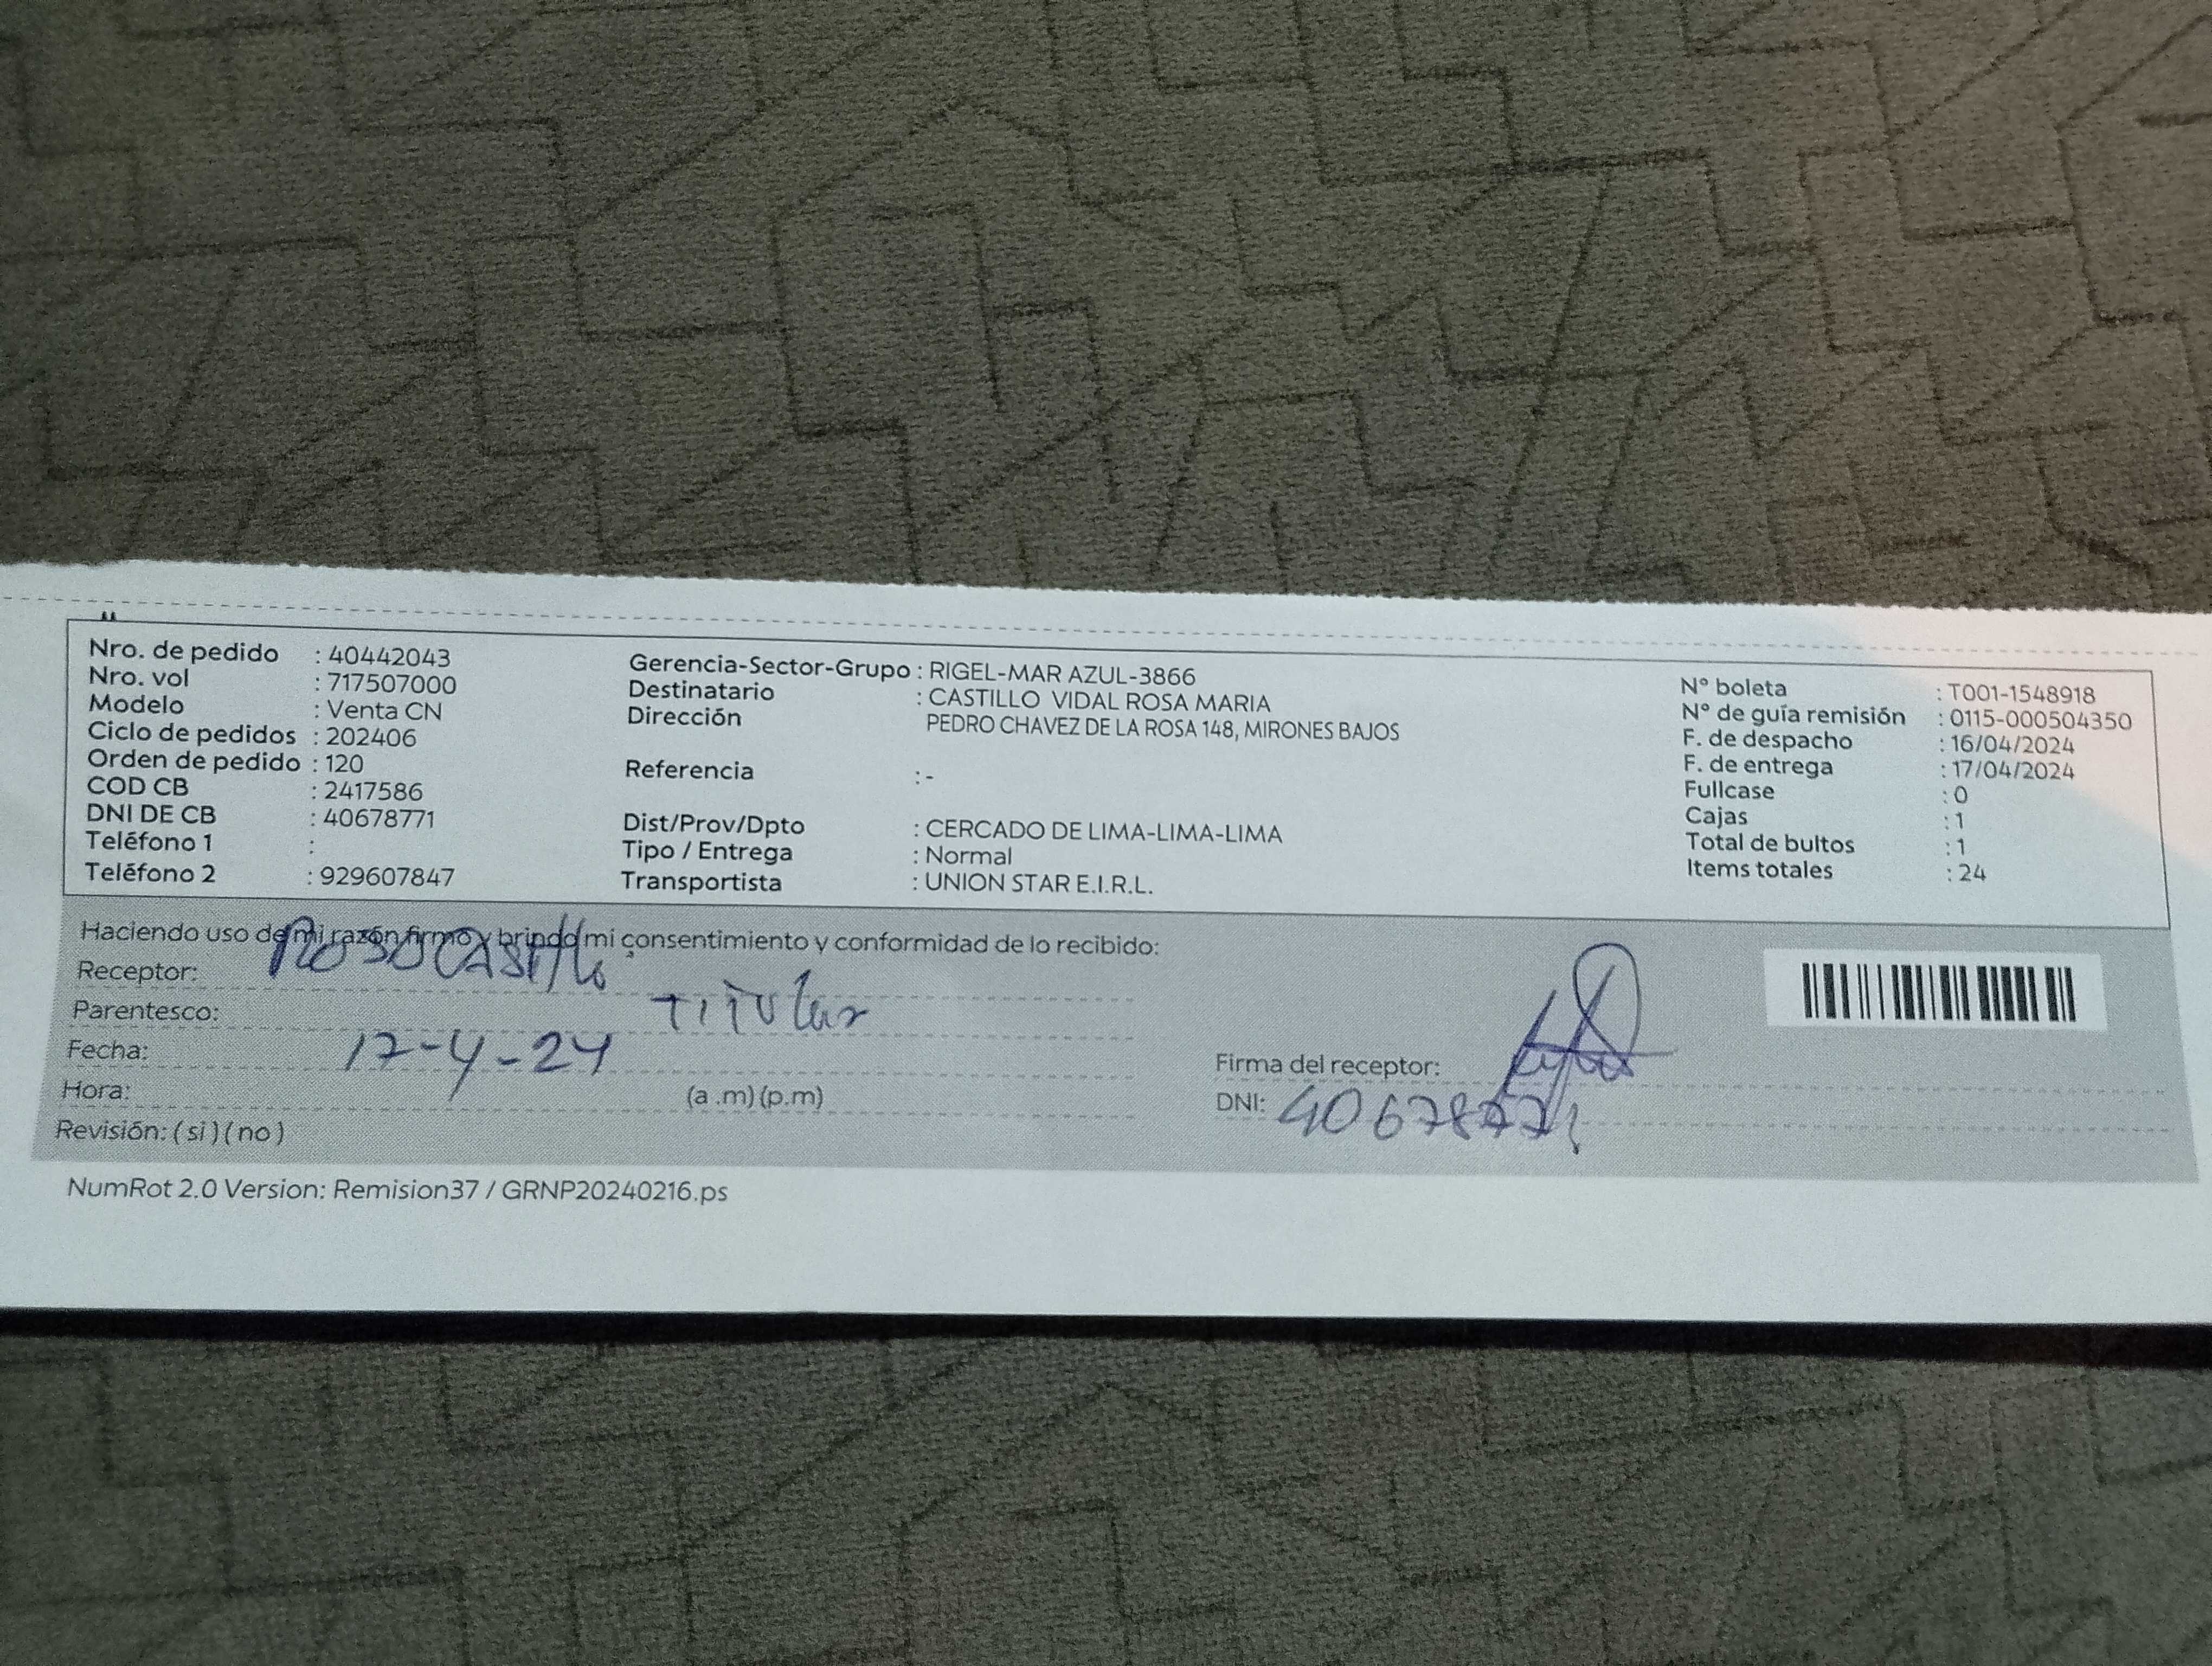 Nro. de pedido : 40442043
Nro. vol : 717507000
Modelo : Venta CN
Ciclo de pedidos : 202406
Orden de pedido : 120
COD CB : 2417586
DNI DE CB : 40678771
Teléfono 1 :
Teléfono 2 : 929607847
Gerencia-Sector-Grupo : RIGEL-MAR AZUL-3866
Destinatario : CASTILLO VIDAL ROSA MARIA
Dirección PEDRO CHAVEZ DE LA ROSA 148, MIRONES BAJOS
Referencia : -
Dist/Prov/Dpto : CERCADO DE LIMA-LIMA-LIMA
Tipo / Entrega : Normal
Transportista : UNION STAR E.I.R.L.
N° boleta : T001-1548918
N° de guía remisión : 0115-000504350
F. de despacho : 16/04/2024
F. de entrega : 17/04/2024
Fullcase : 0
Cajas : 1
Total de bultos : 1
Items totales : 24
Haciendo uso de mi razón firmo y brindo mi consentimiento y conformidad de lo recibido:
Receptor: Rosa Castillo
Parentesco: Titular
Fecha: 17-4-24
Hora: (a .m) (p.m)
Revisión: ( si ) ( no )
Firma del receptor:
DNI: 40678771
NumRot 2.0 Version: Remision37 / GRNP20240216.ps